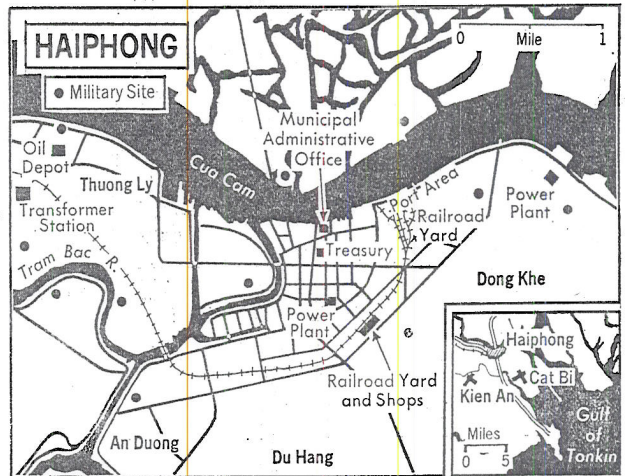 HAIPHONG
Military Site
0 Mile 1
Municipal
Administrative
Office
Oil
Depot
Thuong Ly
Cua Cam
Port Area
Power
Plant
Transformer
Station
Railroad
Yard
Treasury
Tram Bac R.
Dong Khe
Power
Plant
Railroad Yard
and Shops
An Duong
Du Hang
Haiphong
Cat Bi
Kien An
Gulf
of
Tonkin
Miles
0 5